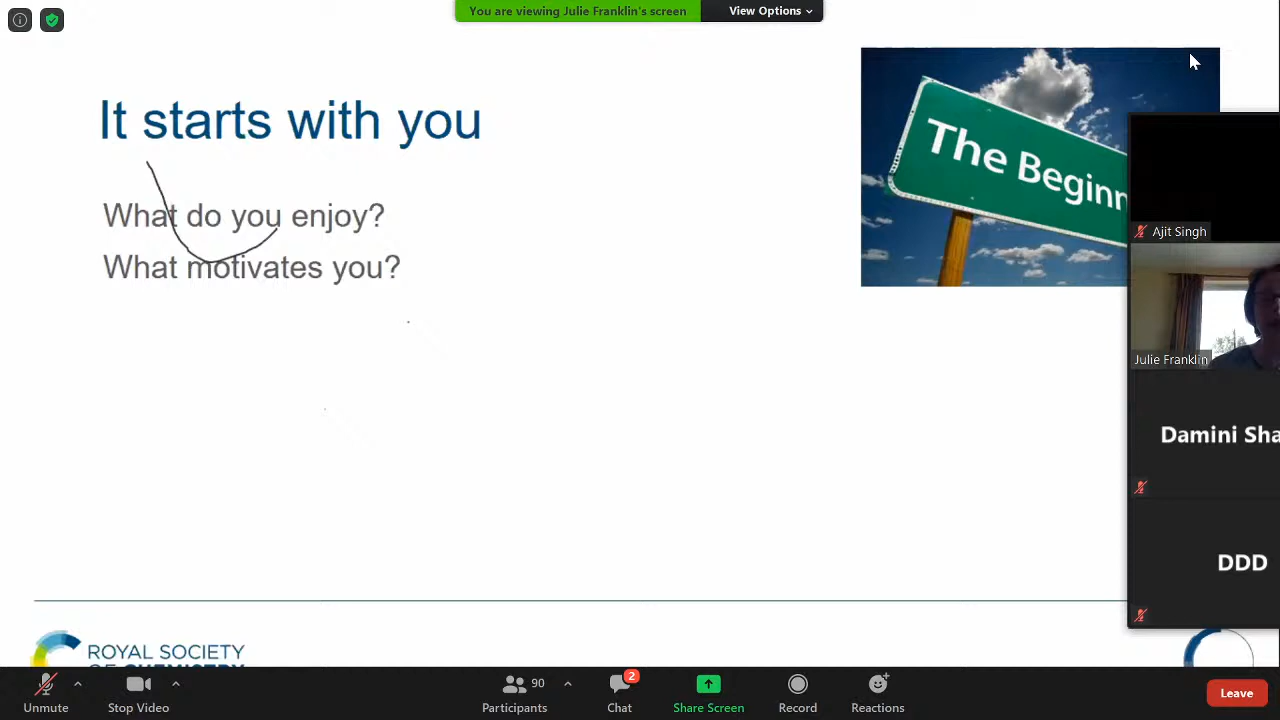 You are viewing Julie Franklin's screen
View Options
It starts with you
The Beginn
Ajit Singh
What do you enjoy?
What motivates you?
Julie Franklin
Damini Sha
DDD
ROYAL SOCIETY
OF CHEMISTRY
90
2
Unmute
Stop Video
Participants
Chat
Share Screen
Record
Reactions
Leave